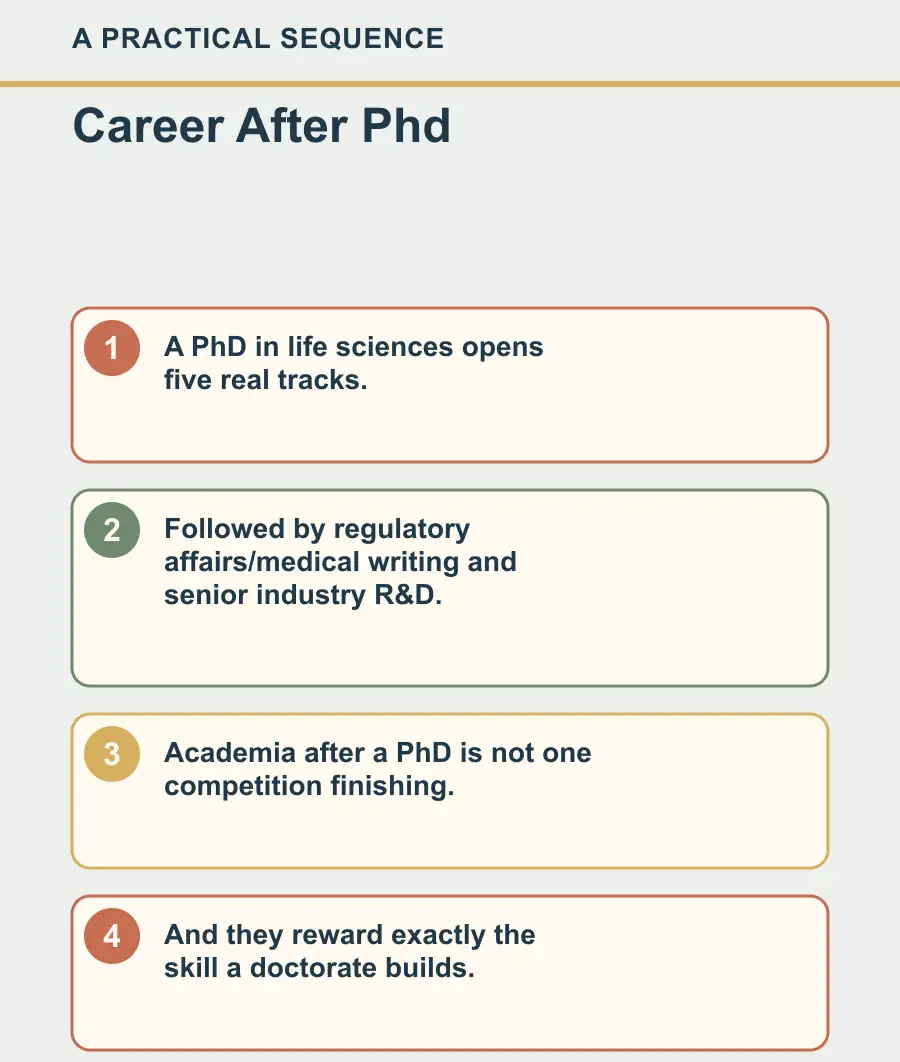 A PRACTICAL SEQUENCE
Career After Phd
1
A PhD in life sciences opens
five real tracks.
2
Followed by regulatory
affairs/medical writing and
senior industry R&D.
3
Academia after a PhD is not one
competition finishing.
4
And they reward exactly the
skill a doctorate builds.